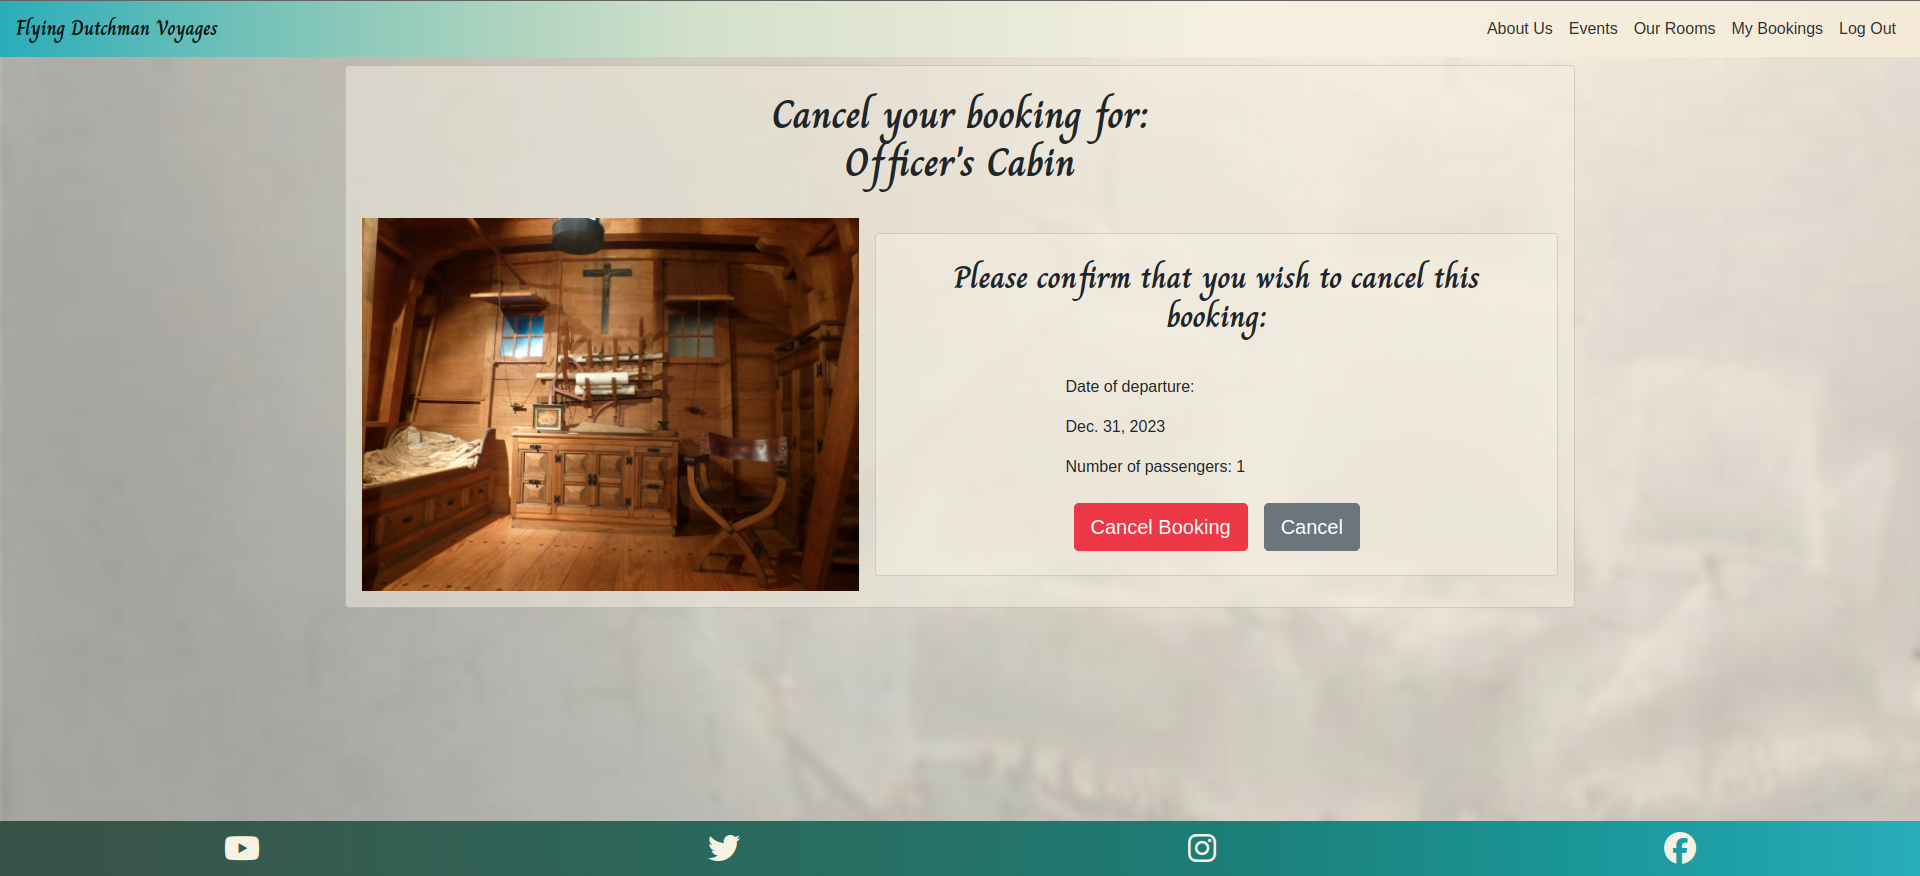 Flying Dutchman Voyages
About Us Events Our Rooms My Bookings Log Out
Cancel your booking for:
Officer's Cabin
Please confirm that you wish to cancel this
booking:
Date of departure:
Dec. 31, 2023
Number of passengers: 1
Cancel Booking Cancel